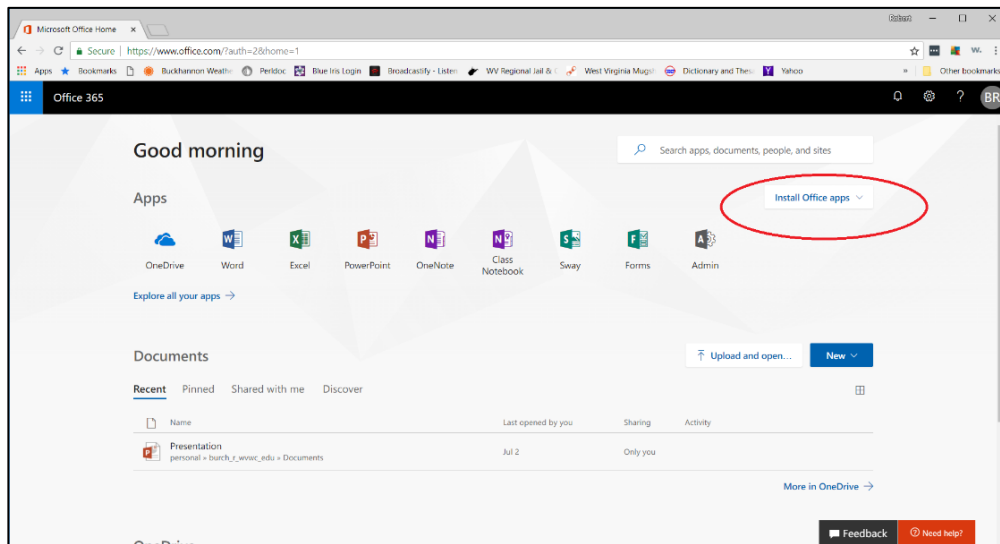 Robert
Microsoft Office Home
Secure | https://www.office.com/?auth=2&home=1
w.
Apps Bookmarks Buckhannon Weathe Perldoc Blue Iris Login Broadcastify - Listen WV Regional Jail & C West Virginia Mugsh Dictionary and Thes Yahoo » Other bookmarks
Office 365 ? BR
Good morning
Search apps, documents, people, and sites
Apps
Install Office apps
OneDrive Word Excel PowerPoint OneNote Class Notebook Sway Forms Admin
Explore all your apps →
Documents
Upload and open...
New
Recent Pinned Shared with me Discover
Name Last opened by you Sharing Activity
Presentation
personal » burch_r_wvwc_edu » Documents
Jul 2 Only you
More in OneDrive →
Feedback
Need help?
OneDrive